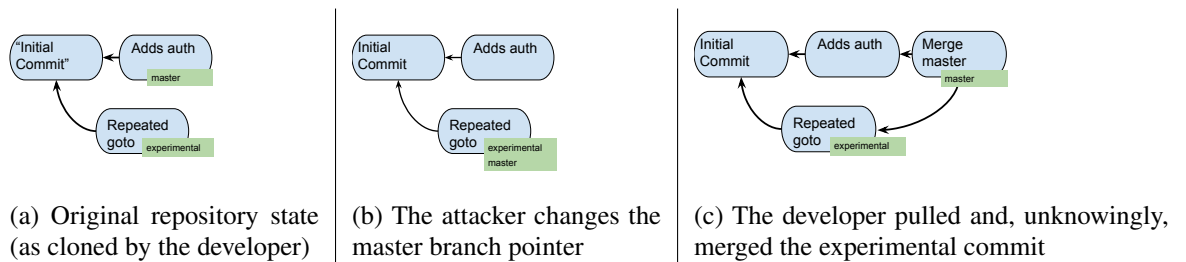 “Initial
Commit”
Adds auth
master
Repeated
goto
experimental
(a) Original repository state
(as cloned by the developer)
Initial
Commit
Adds auth
Repeated
goto
experimental
master
(b) The attacker changes the
master branch pointer
Initial
Commit
Adds auth
Merge
master
master
Repeated
goto
experimental
(c) The developer pulled and, unknowingly,
merged the experimental commit